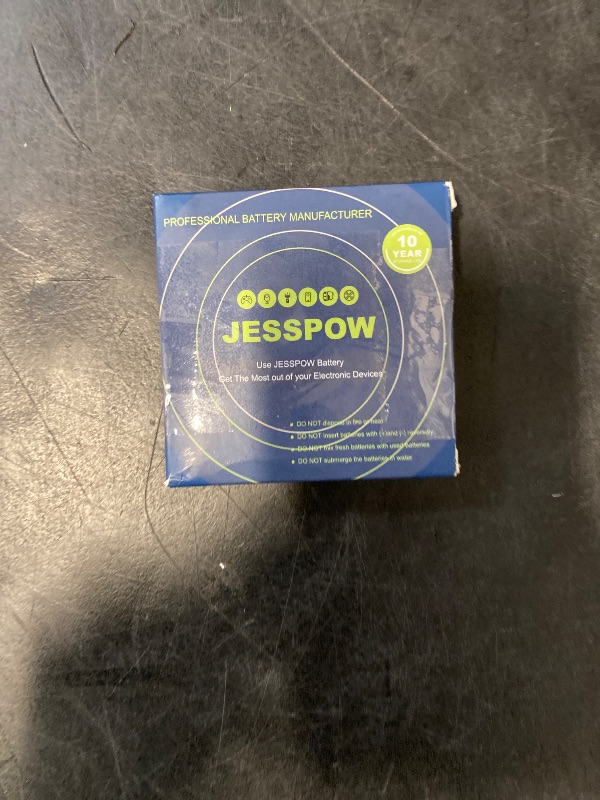 PROFESSIONAL BATTERY MANUFACTURER
10
YEAR
JESSPOW
Use JESSPOW Battery
Get The Most out of your Electronic Devices
DO NOT dispose in fire or heat
DO NOT insert batteries with (+)and (-) reversely
DO NOT mix fresh batteries with used batteries
DO NOT submerge the batteries in water